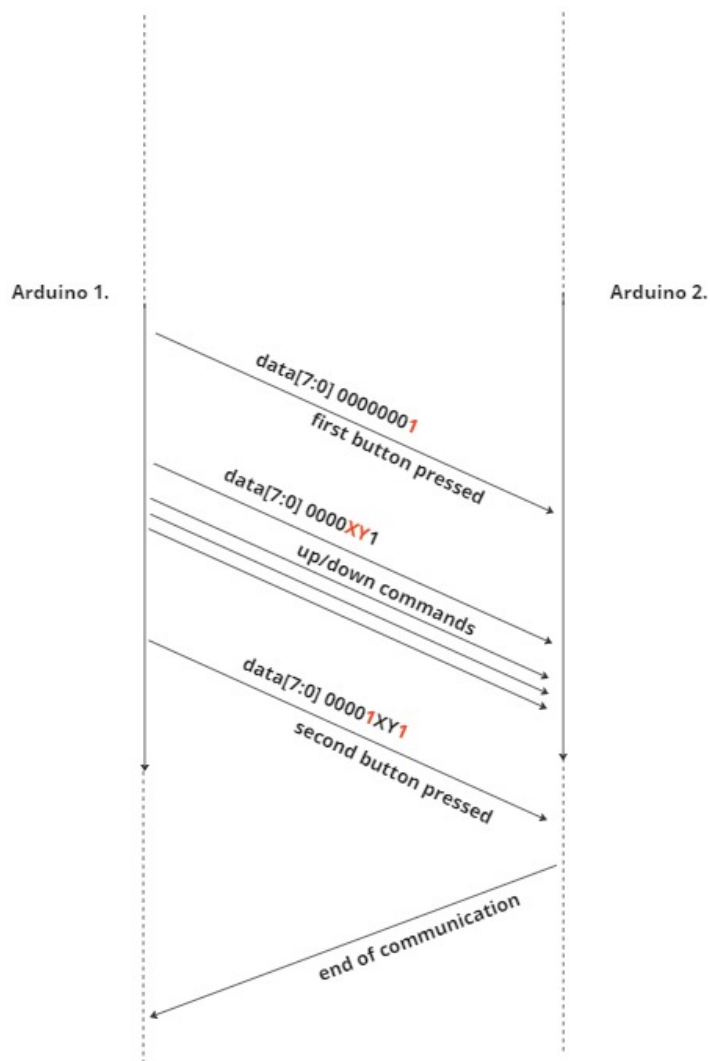 Arduino 1.
Arduino 2.
data[7:0] 00000001
first button pressed
data[7:0] 0000XY1
up/down commands
data[7:0] 00001XY1
second button pressed
end of communication